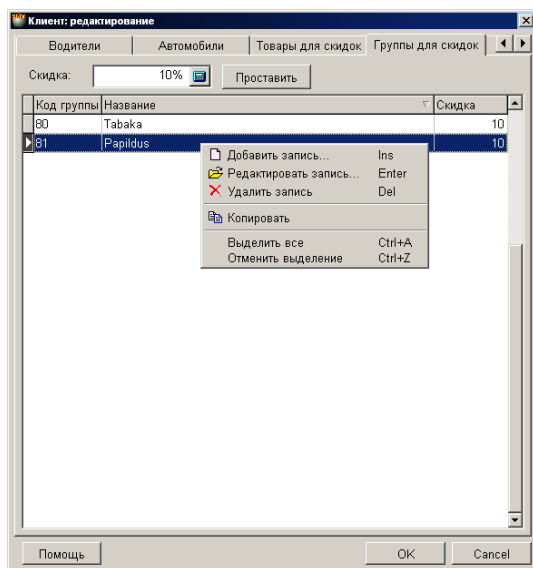 Клиент: редактирование
Водители Автомобили Товары для скидок Группы для скидок
Скидка: 10% Проставить
Код группы Название Скидка
80 Tabaka 10
81 Papildus 10
Добавить запись... Ins
Редактировать запись... Enter
Удалить запись Del
Копировать
Выделить все Ctrl+A
Отменить выделение Ctrl+Z
Помощь OK Cancel